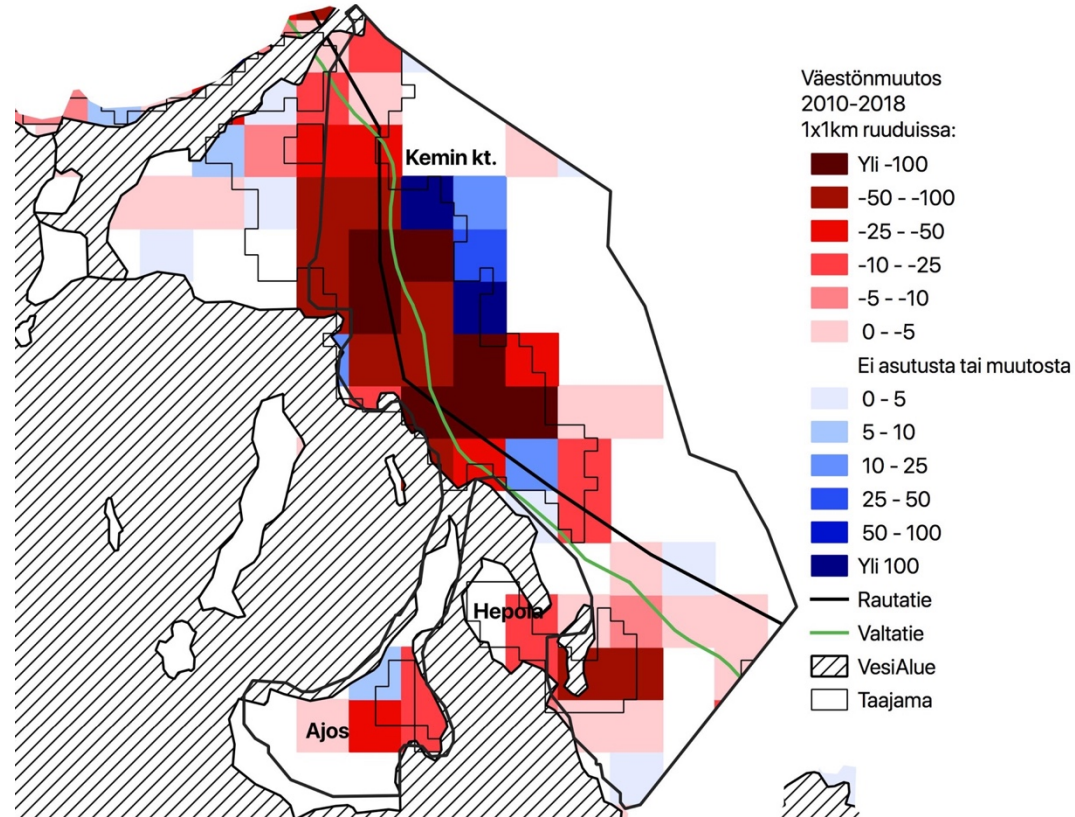 Väestönmuutos
2010-2018
1x1km ruuduissa:
Yli -100
-50 - -100
-25 - -50
-10 - -25
-5 - -10
0 - -5
Ei asutusta tai muutosta
0 - 5
5 - 10
10 - 25
25 - 50
50 - 100
Yli 100
Rautatie
Valtatie
VesiAlue
Taajama
Kemin kt.
Hepola
Ajos